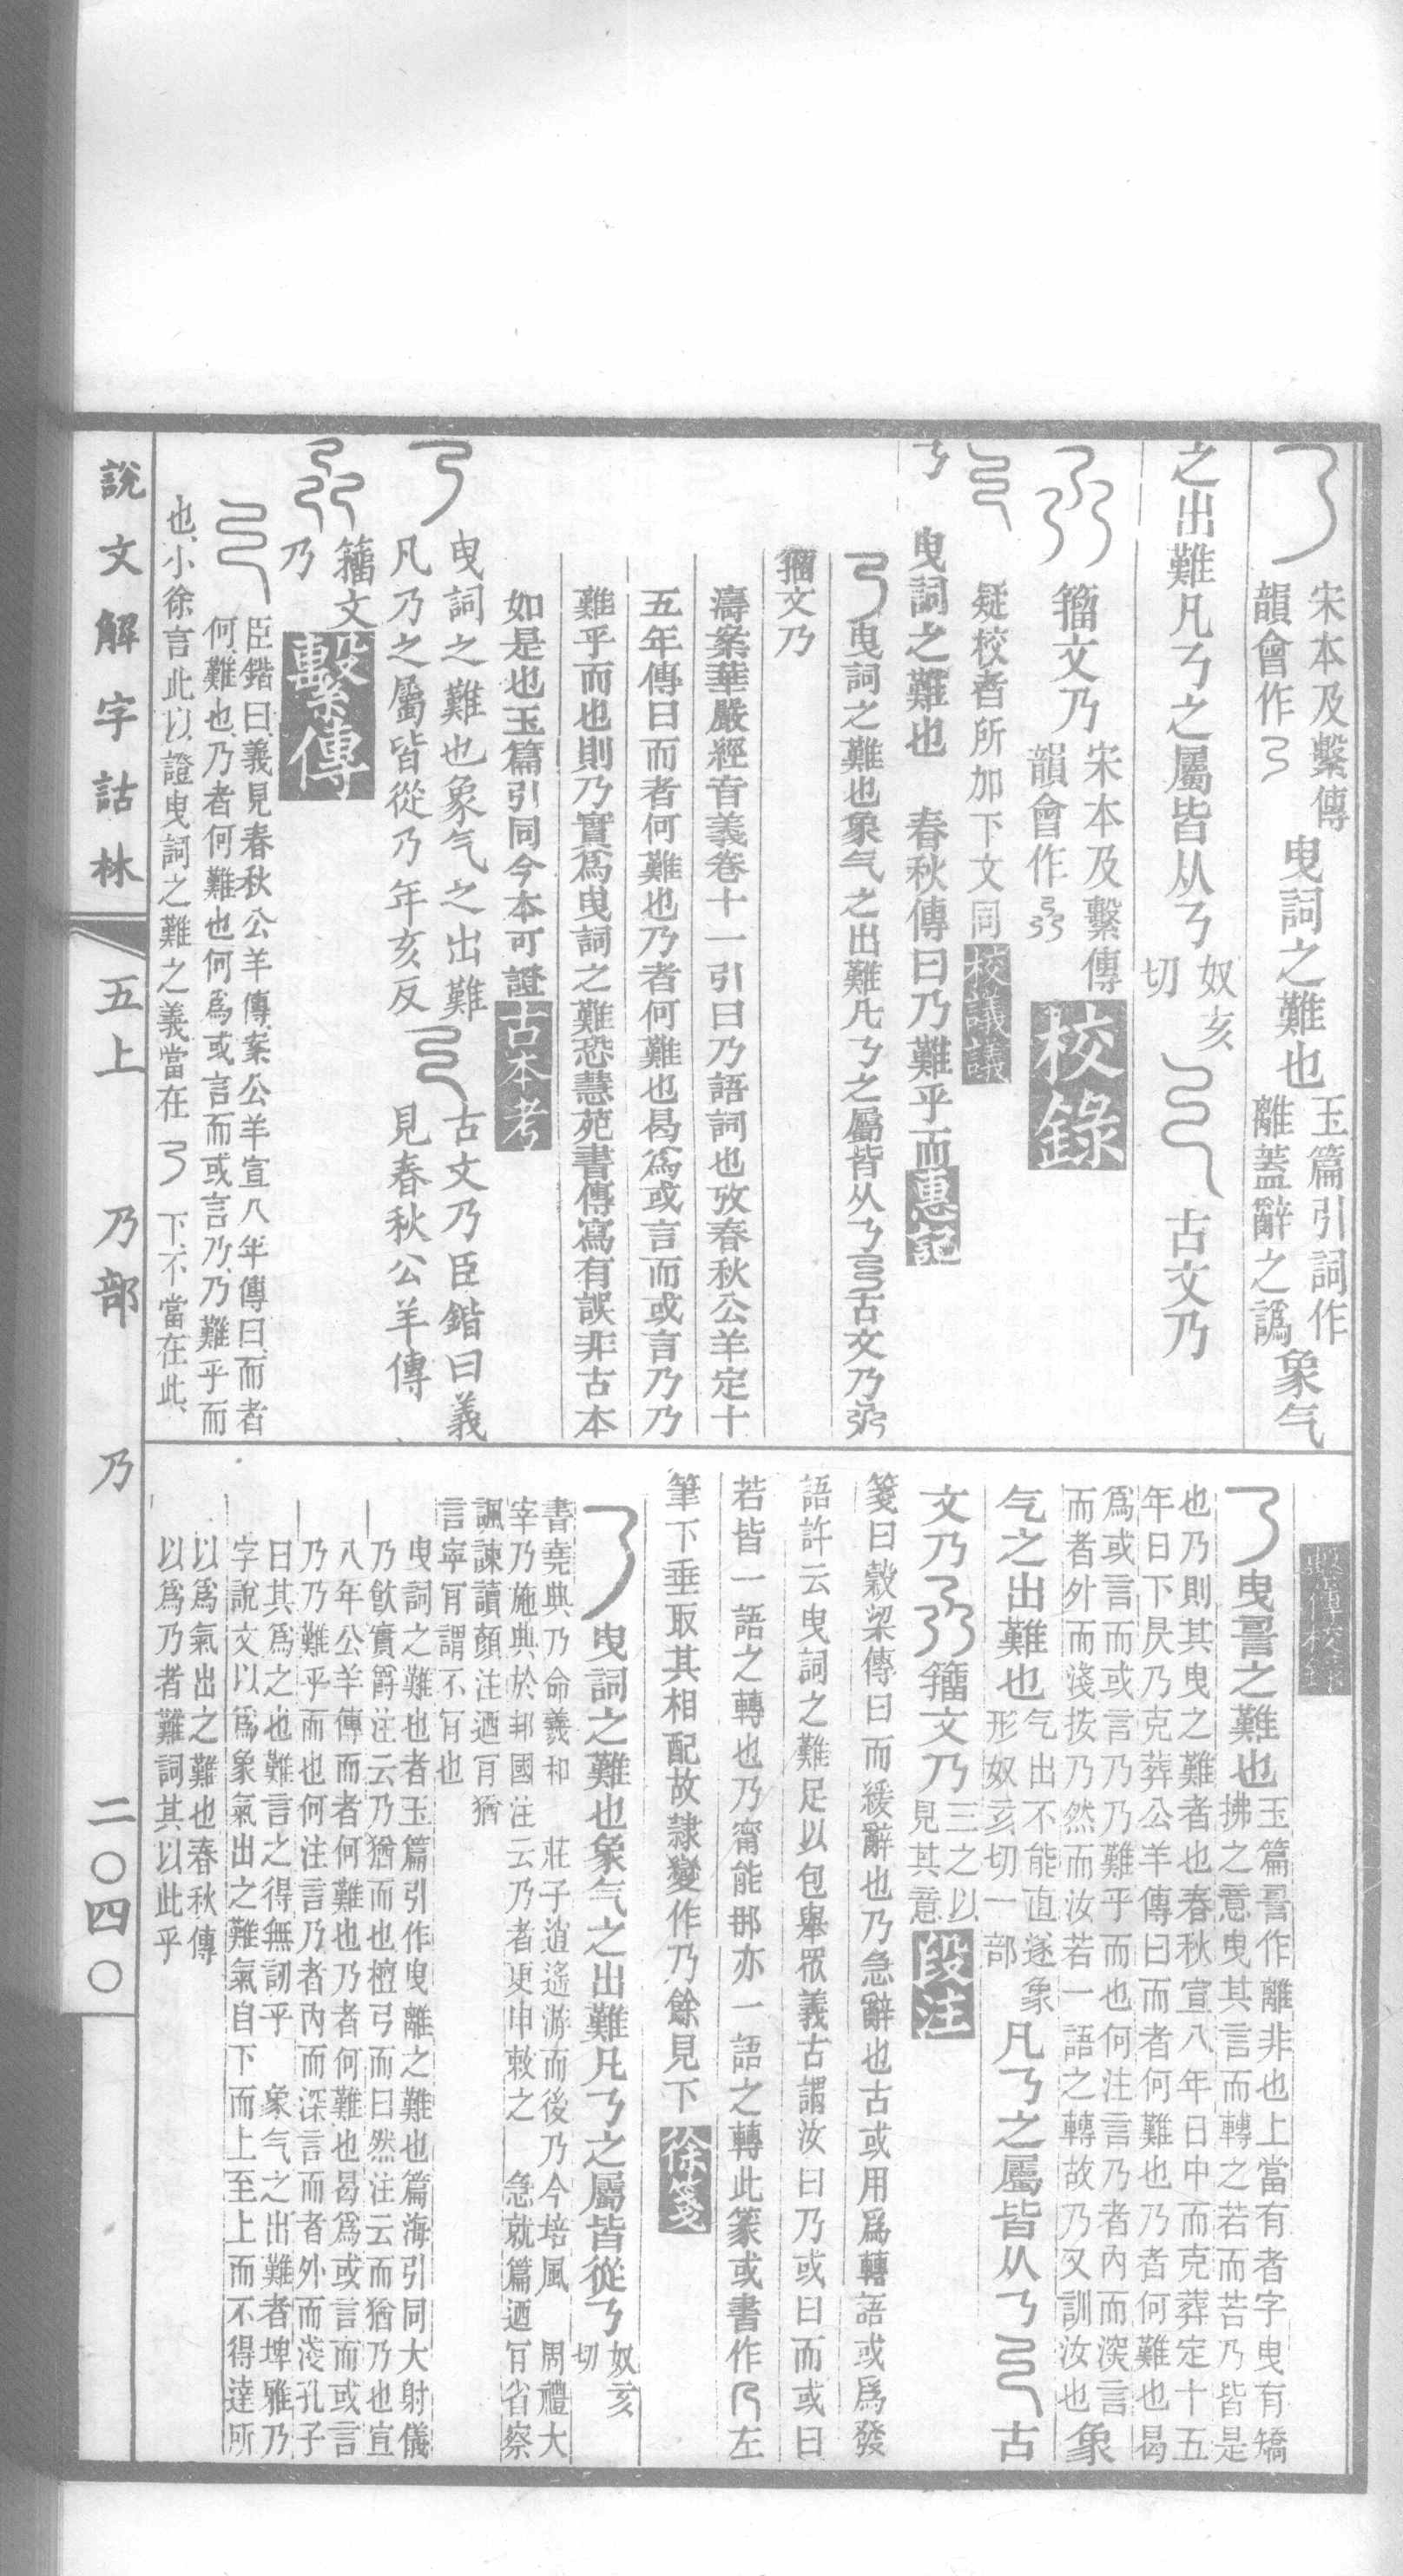 宋本及繫傳
韻會作
曳詞之難也
玉篇引詞作
離蓋辭之譌
象气
之出難凡𠄎之屬皆从𠄎
奴亥
切
古文乃
籒文乃
宋本及繫傳
韻會作
校錄
疑校者所加下文同
校議議
𠄎 曳詞之難也 春秋傳曰乃難乎而
惠記
曳詞之難也象气之出難凡𠄎之屬皆从𠄎 古文乃
籒文乃
濤案華嚴經音義卷十一引曰乃語詞也攷春秋公羊定十
五年傳曰而者何難也乃者何難也曷爲或言而或言乃乃
難乎而也則乃實爲曳詞之難恐慧苑書傳寫有誤非古本
如是也玉篇引同今本可證
古本考
曳詞之難也象气之出難
凡乃之屬皆從乃年亥反
古文乃臣鍇曰義
見春秋公羊傳
籒文
乃
繫傳
臣鍇曰義見春秋公羊傳案公羊宣八年傳曰而者
何難也乃者何難也何爲或言而或言乃乃難乎而
也小徐言此以證曳詞之難之義當在𠄎下不當在此
繫傳校錄
曳䛐之難也
玉篇䛐作離非也上當有者字曳有矯
拂之意曳其言而轉之若而若乃皆是
也乃則其曳之難者也春秋宣八年日中而克葬定十五
年日下昃乃克葬公羊傳曰而者何難也乃者何難也曷
爲或言而或言乃乃難乎而也何注言乃者內而深言
而者外而淺按乃然而汝若一語之轉故乃又訓汝也
象
气之出難也
气出不能直遂象
形奴亥切一部
凡𠄎之屬皆从𠄎
古
文乃
籒文乃
三之以
見其意
段注
箋曰穀梁傳曰而緩辭也乃急辭也古或用爲轉語或爲發
語許云曳詞之難足以包舉眾義古謂汝曰乃或曰而或曰
若皆一語之轉也乃甯能那亦一語之轉此篆或書作 左
筆下垂取其相配故隷變作乃餘見下
徐箋
曳詞之難也象气之出難凡𠄎之屬皆從𠄎
奴亥
切
書堯典乃命羲和 莊子逍遙游而後乃今培風 周禮大
宰乃施典於邦國注云乃者更申敕之 急就篇迺肎省察
諷諫讀顏注迺肎猶
言寧肎謂不肎也
曳詞之難也者玉篇引作曳離之難也篇海引同大射儀
乃飮實爵注云乃猶而也檀弓而曰然注云而猶乃也宣
八年公羊傳而者何難也乃者何難也曷爲或言而或言
乃乃難乎而也何注言乃者內而深言而者外而淺孔子
曰其爲之也難言之得無訒乎 象气之出難者埤雅乃
字說文以爲象氣出之難氣自下而上至上而不得達所
以爲氣出之難也春秋傳
以爲乃者難詞其以此乎
說文解字詁林 五上 乃部 乃 二〇四〇